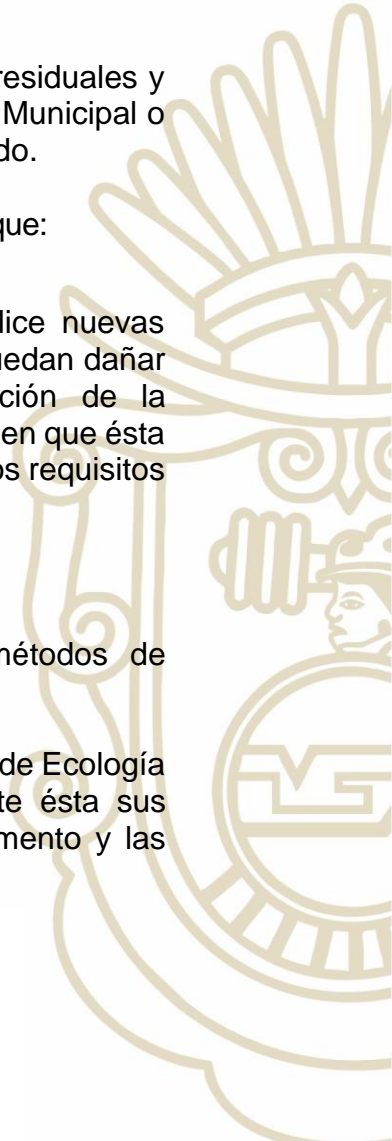 residuales y
Municipal o
do.
que:
lice nuevas
uedan dañar
ción de la
en que ésta
os requisitos
métodos de
de Ecología
te ésta sus
mento y las